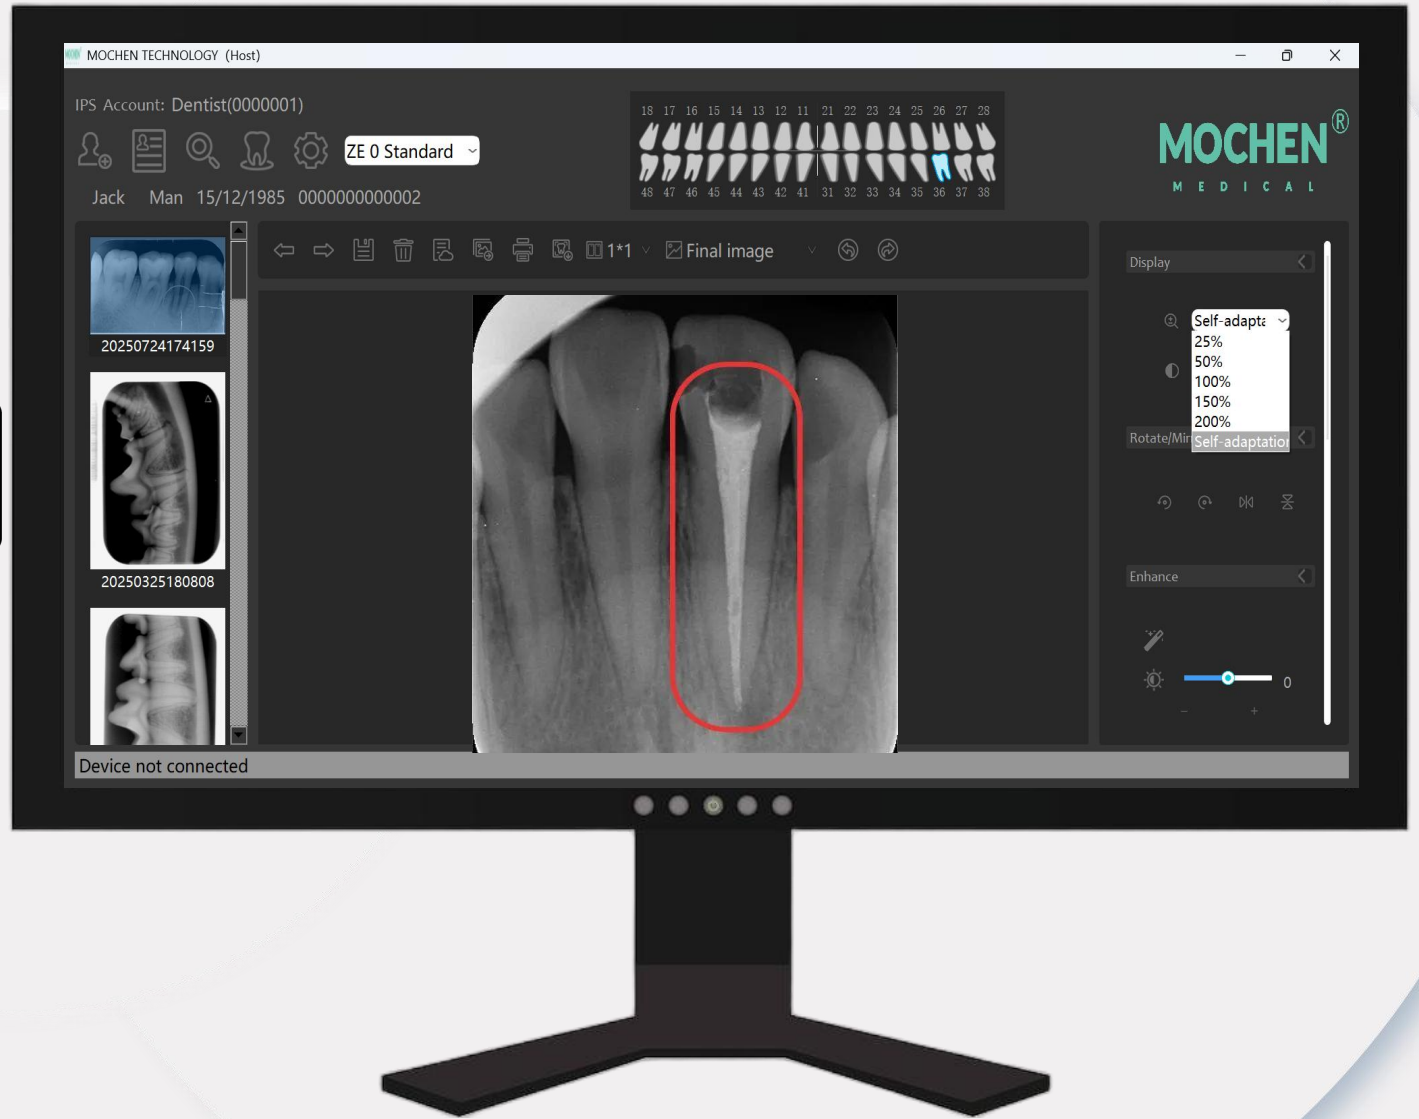 MOCHEN TECHNOLOGY (Host)
IPS Account: Dentist(0000001)
ZE 0 Standard
Jack Man 15/12/1985 0000000000002
18 17 16 15 14 13 12 11 21 22 23 24 25 26 27 28
48 47 46 45 44 43 42 41 31 32 33 34 35 36 37 38
MOCHEN®
MEDICAL
1*1
Final image
20250724174159
20250325180808
Display
Self-adapta
25%
50%
100%
150%
200%
Self-adaptation
Rotate/Mir
Enhance
0
- +
Device not connected